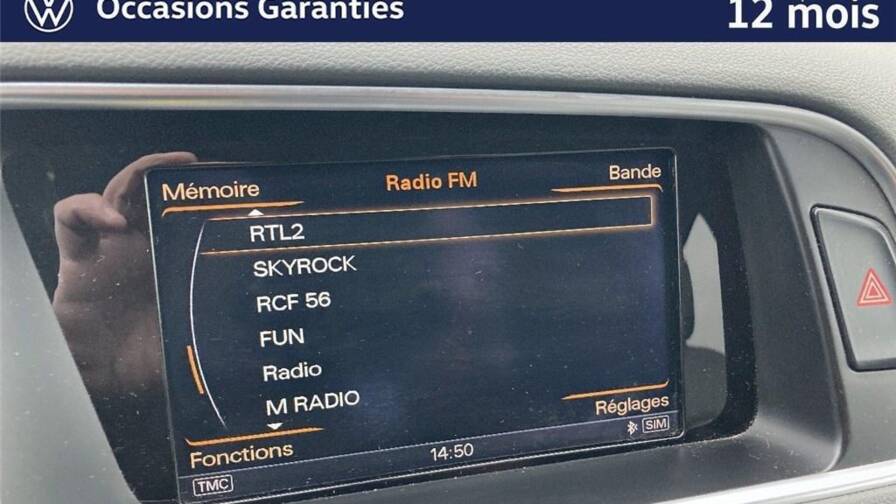 Occasions Garanties
12 mois
Mémoire
Radio FM
Bande
RTL2
SKYROCK
RCF 56
FUN
Radio
M RADIO
Réglages
Fonctions
14:50
SIM
TMC